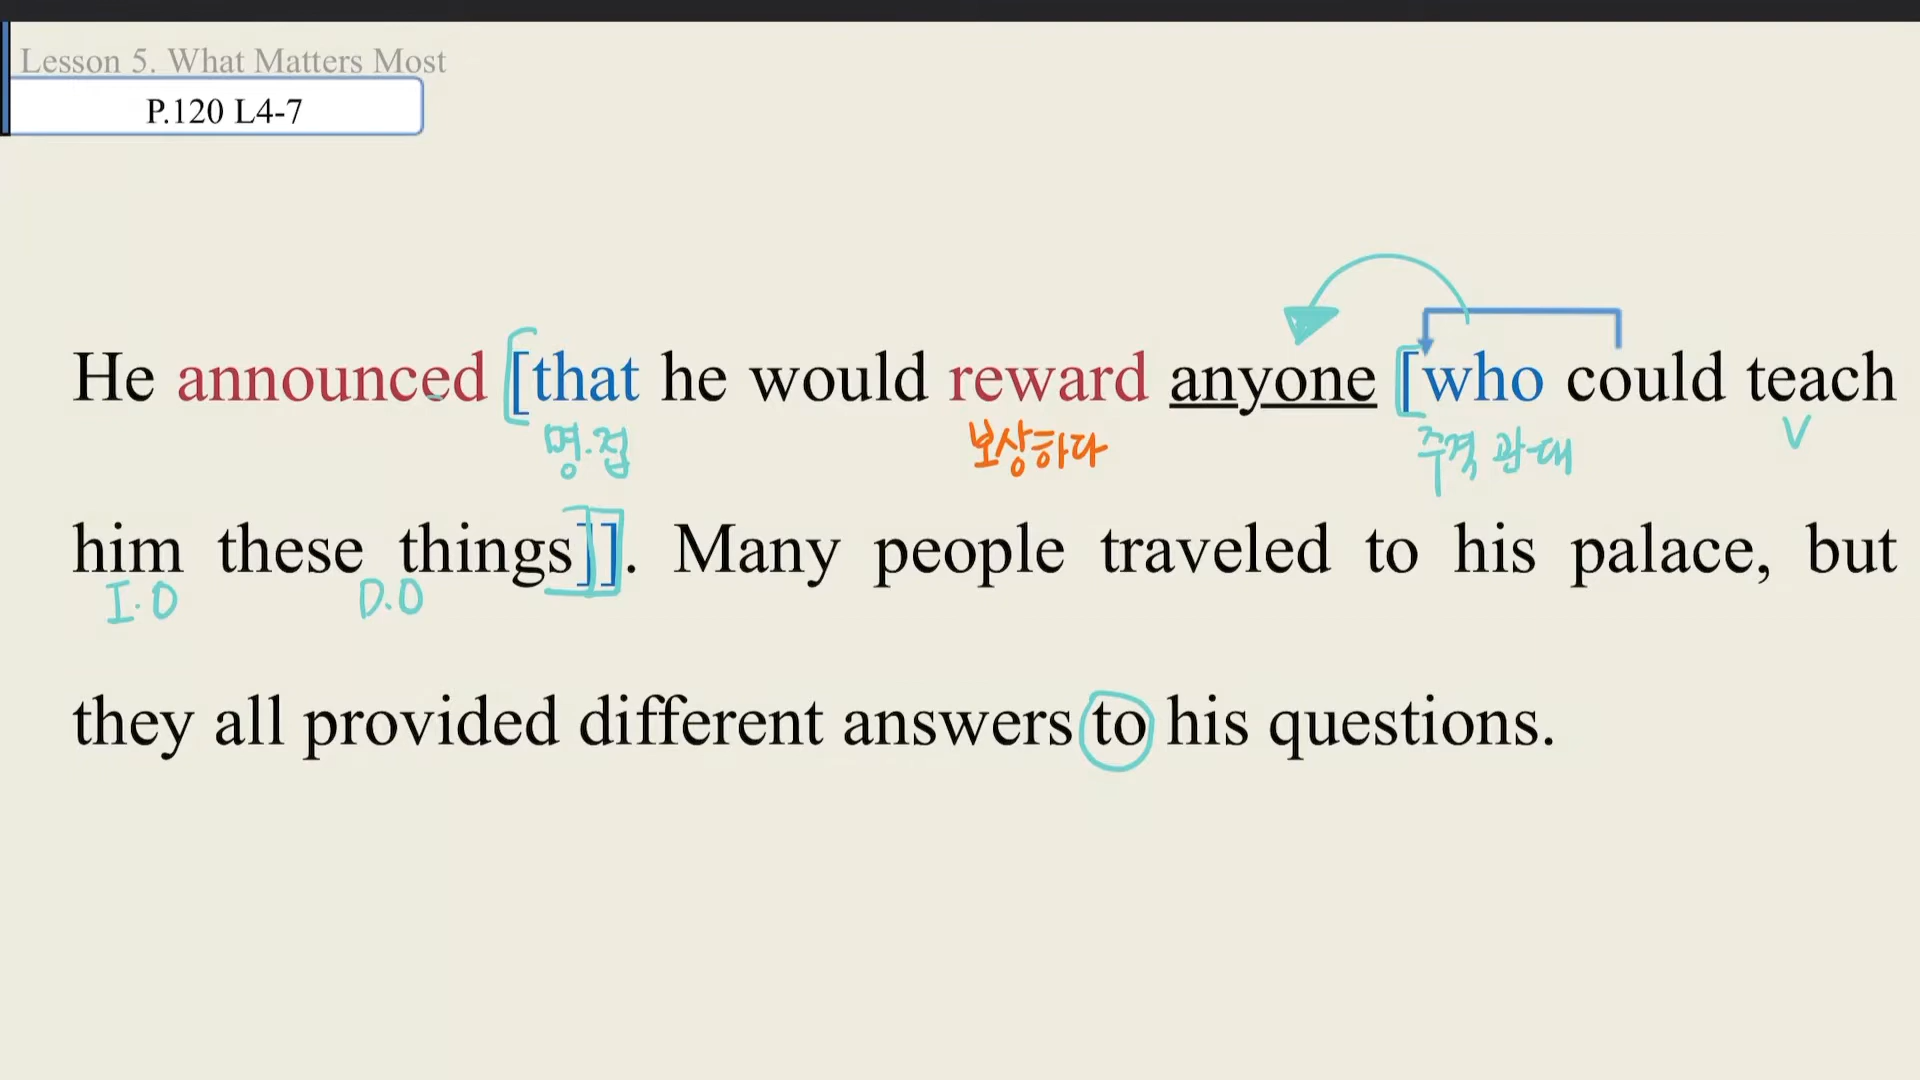 Lesson 5. What Matters Most
P.120 L4-7
He announced [that he would reward anyone [who could teach
명.접 보상하다 주격 관·대 V
him these things]]. Many people traveled to his palace, but
I.O D.O
they all provided different answers to his questions.